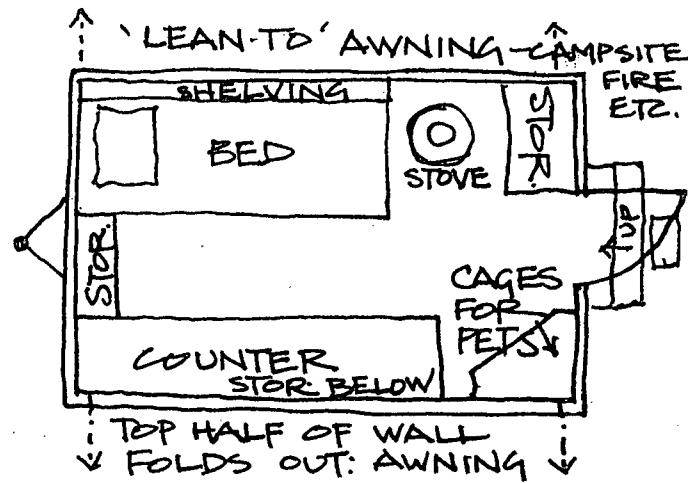 'LEAN-TO' AWNING - CAMPSITE
FIRE
ETC.
SHELVING
BED
STOVE
STOR.
UP
STOR.
CAGES
FOR
PETS
COUNTER
STOR. BELOW
TOP HALF OF WALL
FOLDS OUT: AWNING